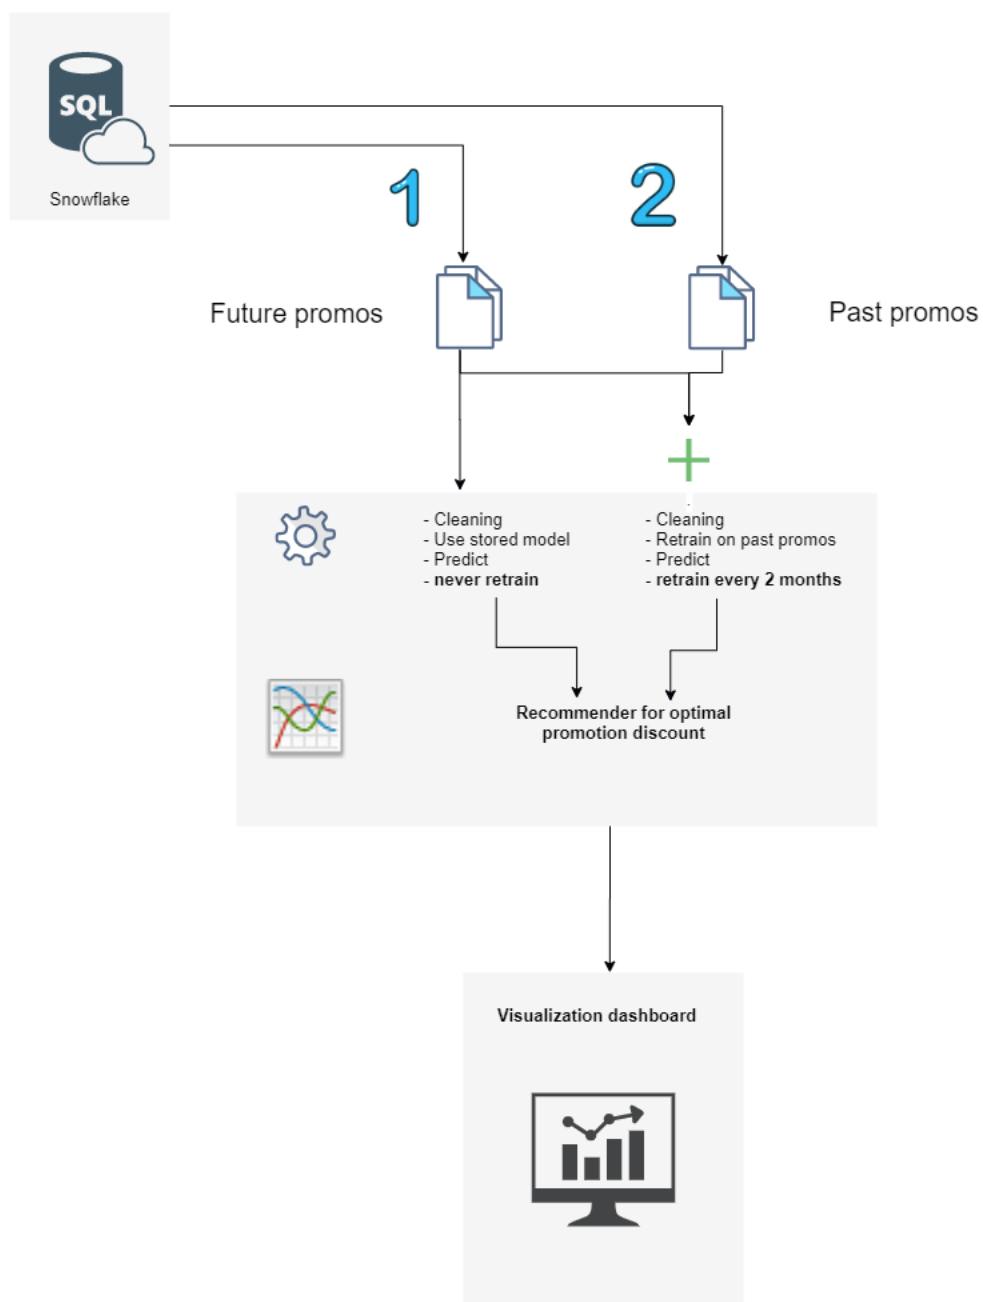 SQL
Snowflake
1
2
Future promos
Past promos
- Cleaning
- Use stored model
- Predict
- never retrain
- Cleaning
- Retrain on past promos
- Predict
- retrain every 2 months
Recommender for optimal
promotion discount
Visualization dashboard